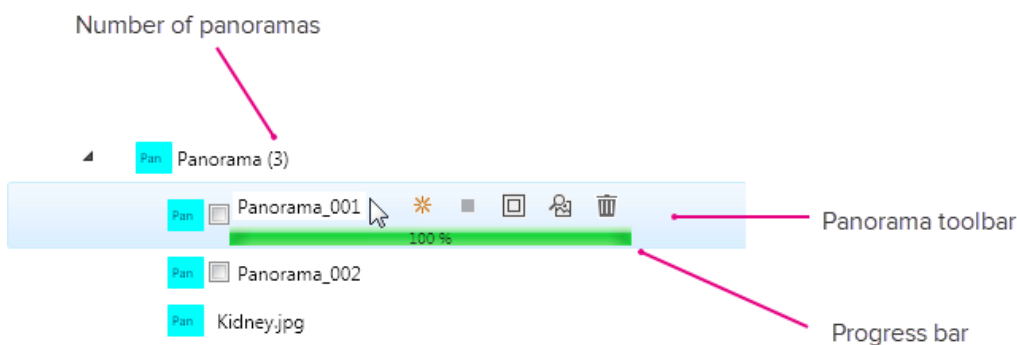 Number of panoramas
Pan Panorama (3)
Pan Panorama_001
100 %
Panorama toolbar
Pan Panorama_002
Pan Kidney.jpg
Progress bar